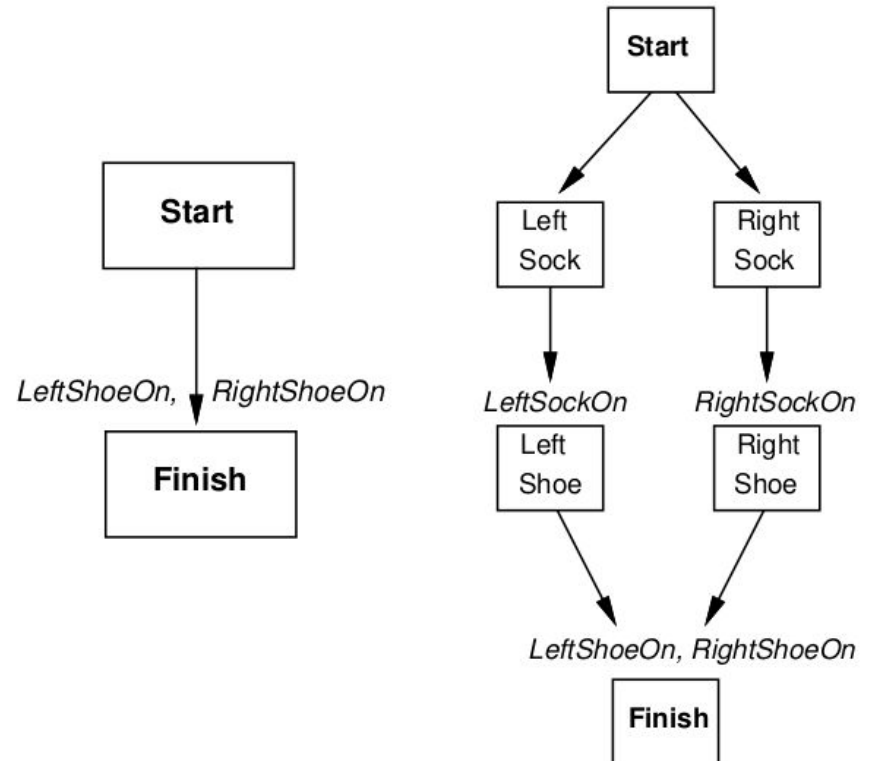 Start
LeftShoeOn, RightShoeOn
Finish
Start
Left
Sock
Right
Sock
LeftSockOn
RightSockOn
Left
Shoe
Right
Shoe
LeftShoeOn, RightShoeOn
Finish